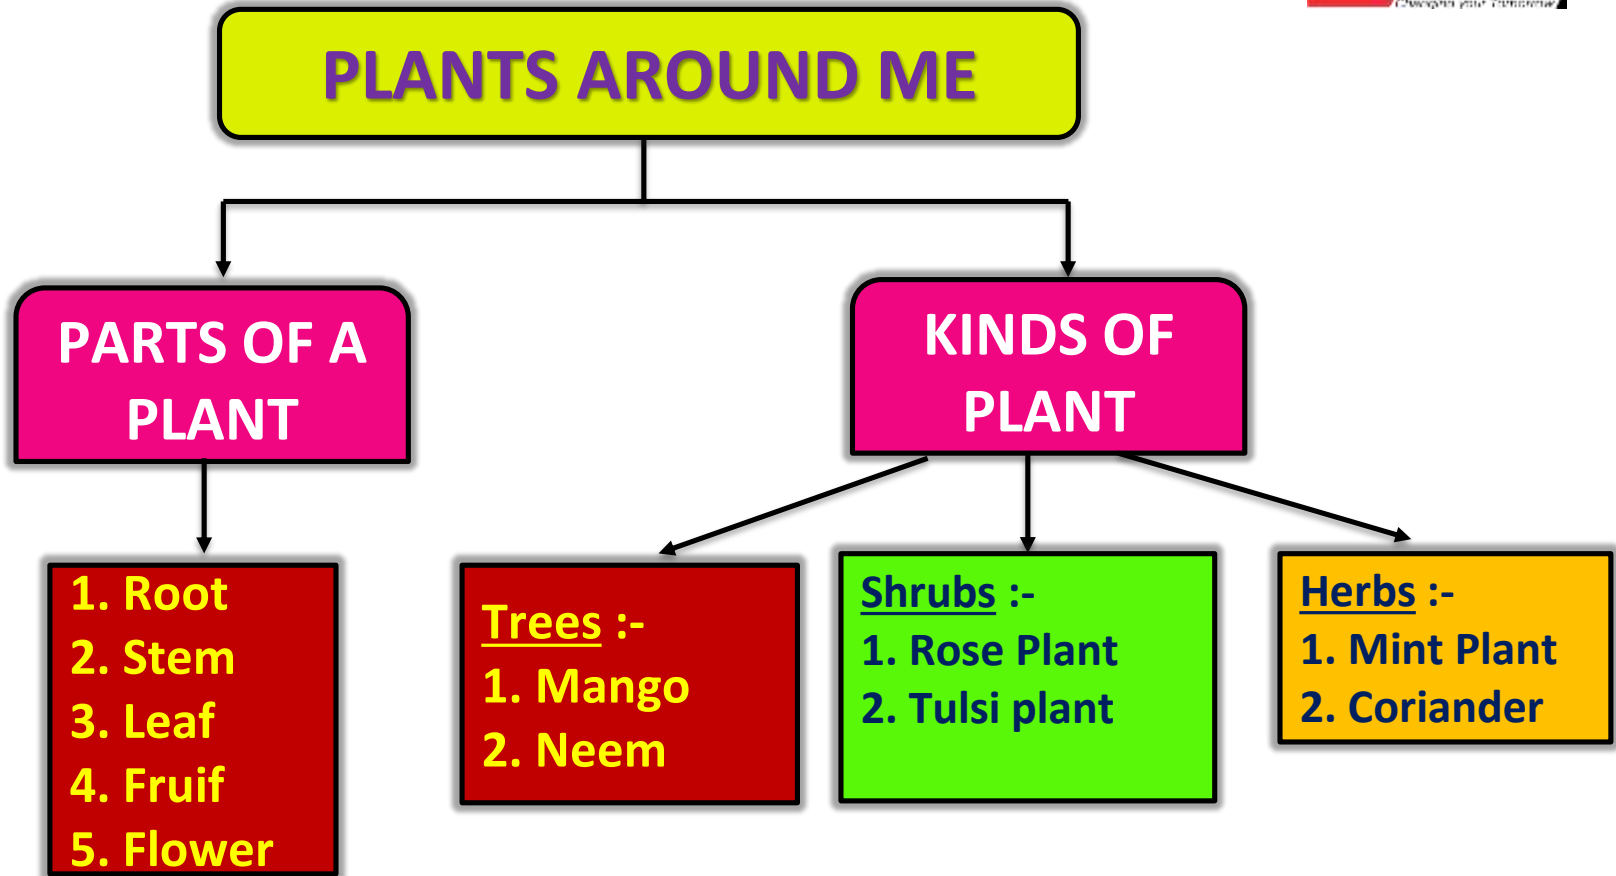 PLANTS AROUND ME
PARTS OF A
PLANT
KINDS OF
PLANT
1. Root
2. Stem
3. Leaf
4. Fruif
5. Flower
Trees :-
1. Mango
2. Neem
Shrubs :-
1. Rose Plant
2. Tulsi plant
Herbs :-
1. Mint Plant
2. Coriander